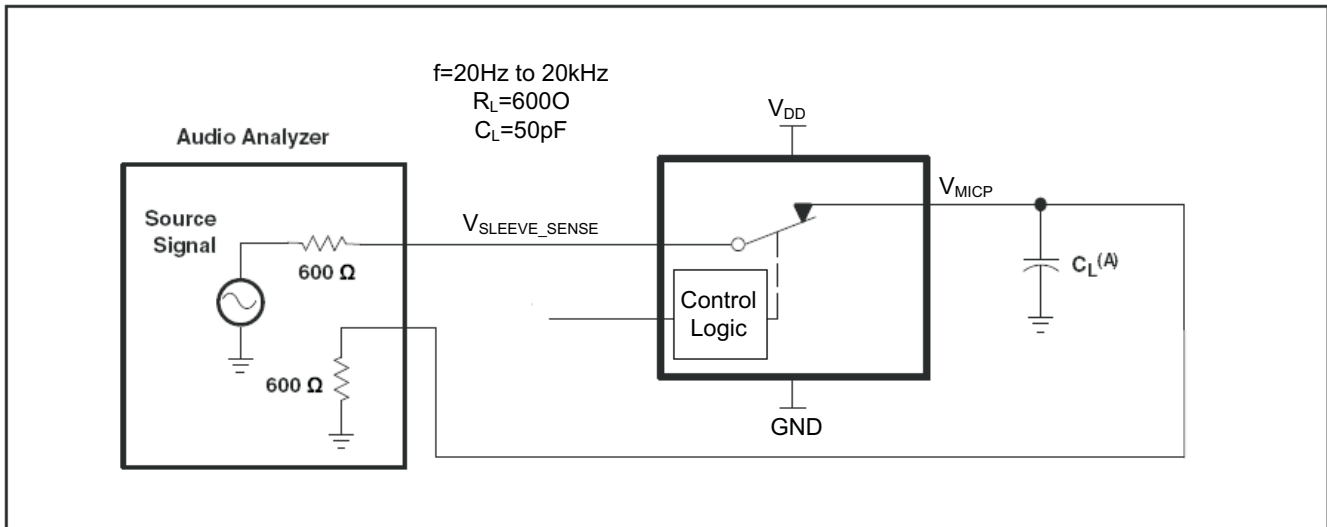 f=20Hz to 20kHz
RL=600O
CL=50pF
VDD
Audio Analyzer
VMICP
Source
Signal
VSLEEVE_SENSE
600 Ω
CL(A)
Control
Logic
600 Ω
GND